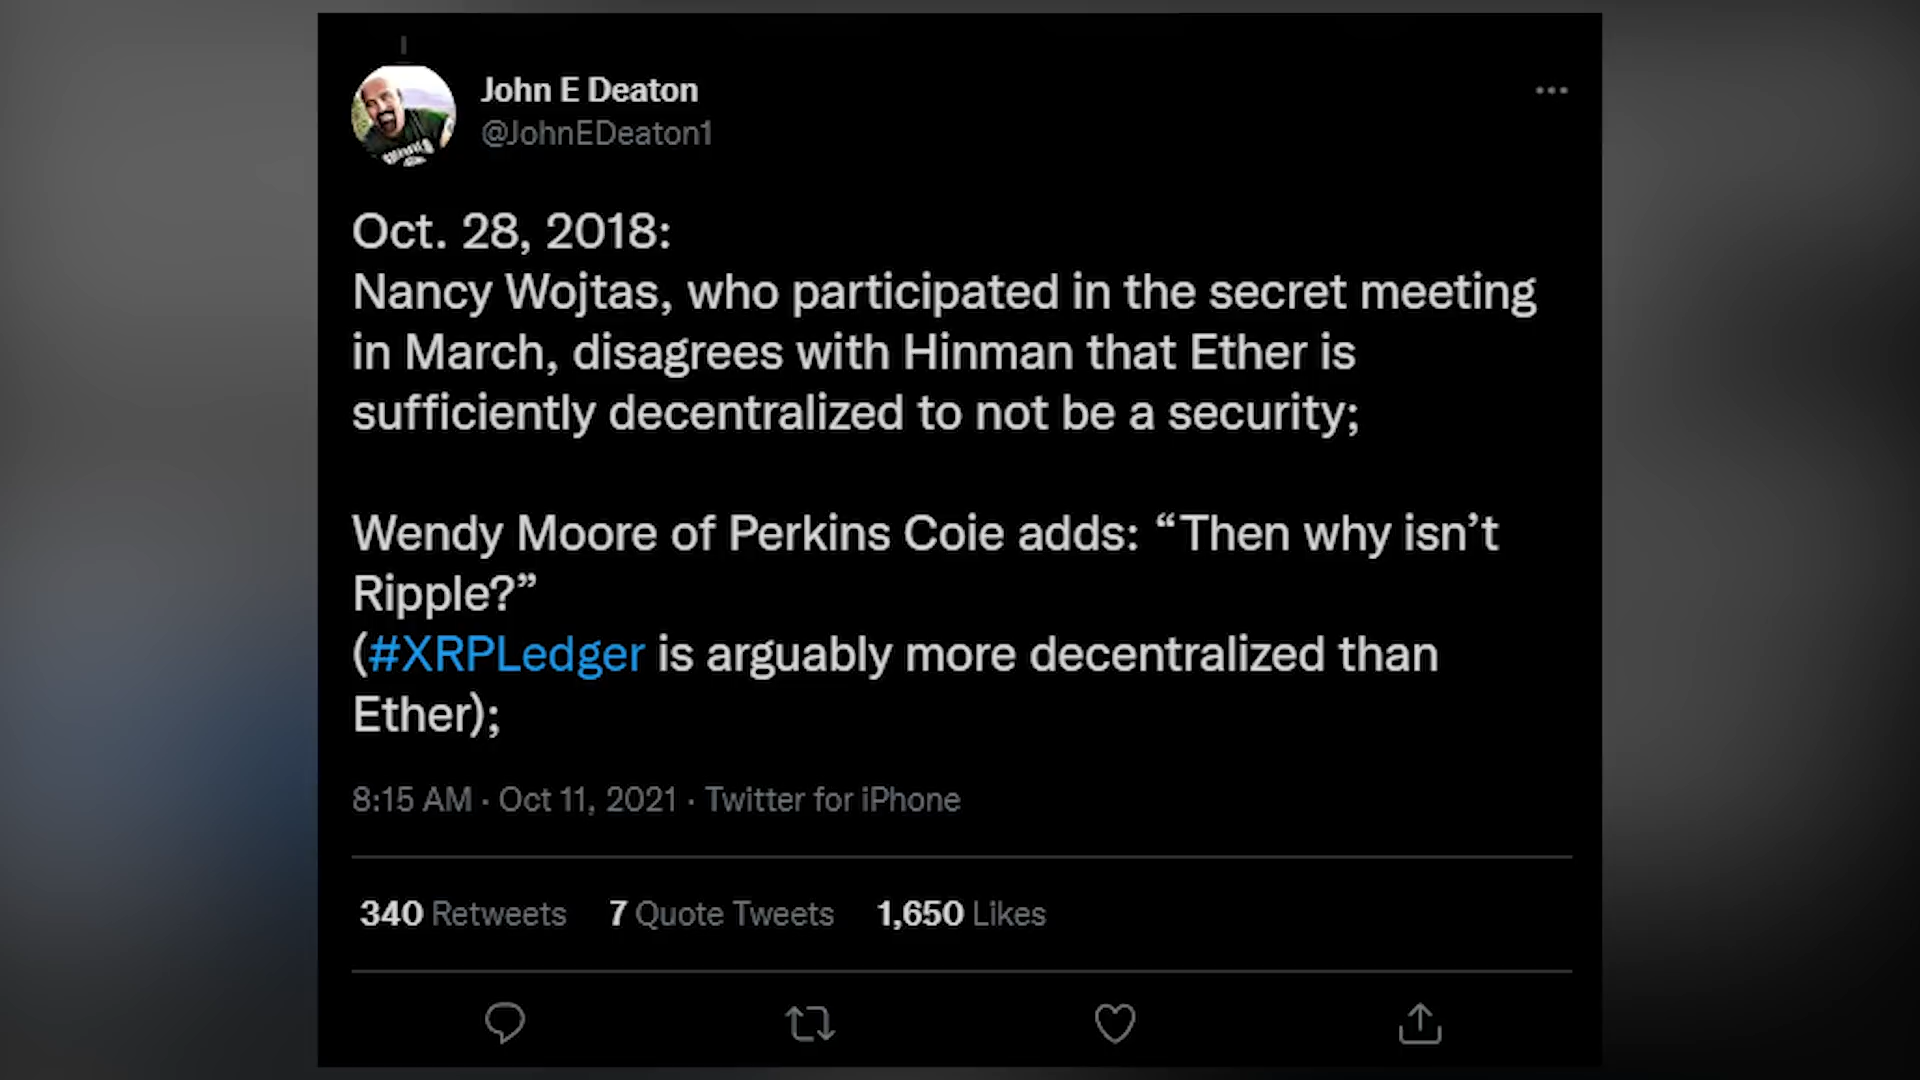 John E Deaton
@JohnEDeaton1
Oct. 28, 2018:
Nancy Wojtas, who participated in the secret meeting
in March, disagrees with Hinman that Ether is
sufficiently decentralized to not be a security;
Wendy Moore of Perkins Coie adds: “Then why isn’t
Ripple?”
(#XRPLedger is arguably more decentralized than
Ether);
8:15 AM · Oct 11, 2021 · Twitter for iPhone
340 Retweets 7 Quote Tweets 1,650 Likes